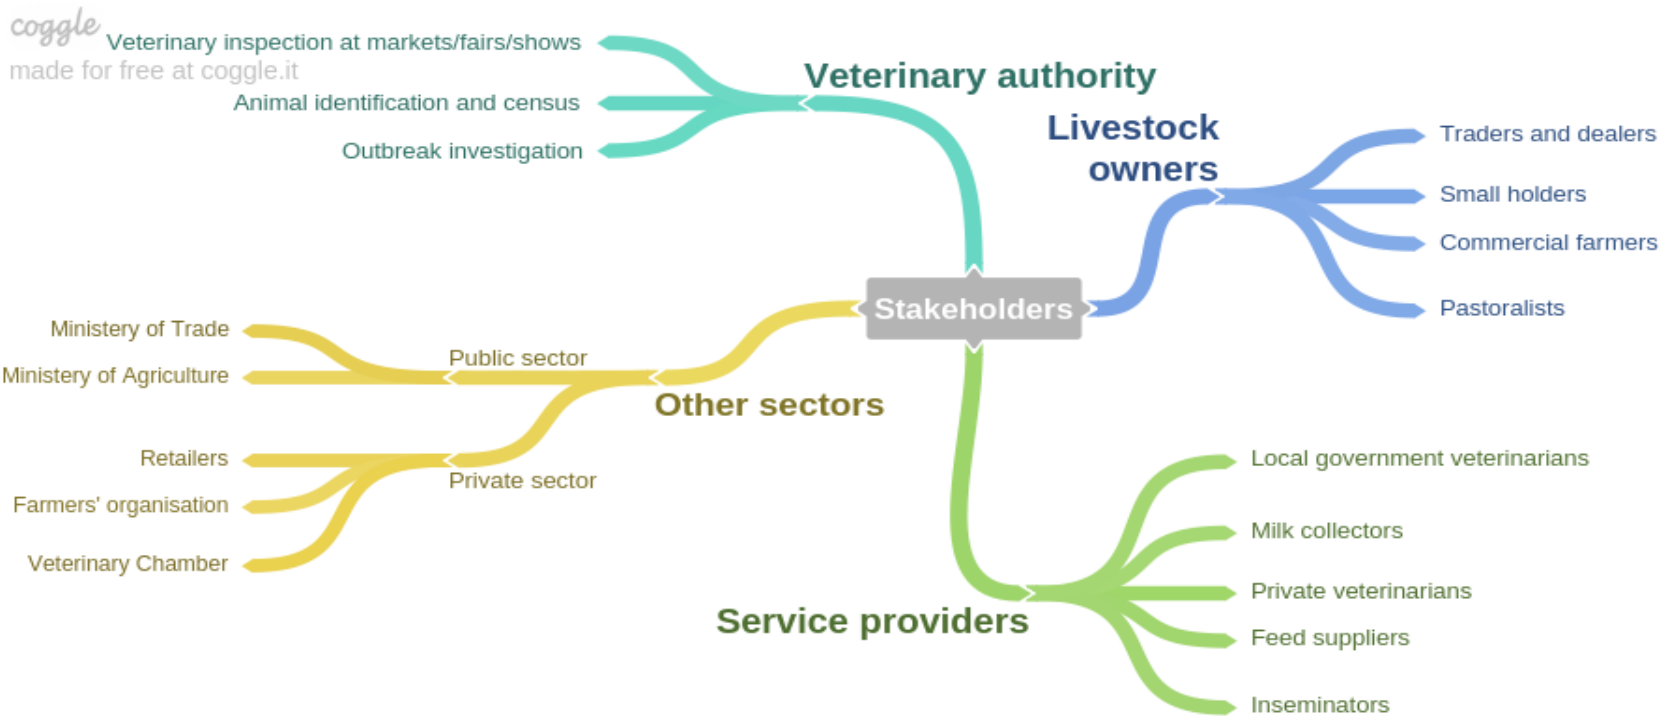 coggle
made for free at coggle.it
Veterinary inspection at markets/fairs/shows
Animal identification and census
Outbreak investigation
Veterinary authority
Livestock
owners
Traders and dealers
Small holders
Commercial farmers
Pastoralists
Stakeholders
Ministery of Trade
Ministery of Agriculture
Public sector
Other sectors
Retailers
Farmers' organisation
Veterinary Chamber
Private sector
Service providers
Local government veterinarians
Milk collectors
Private veterinarians
Feed suppliers
Inseminators